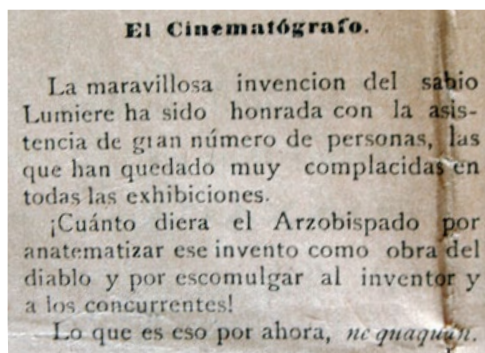 El Cinematógrafo.
La maravillosa invencion del sabio
Lumiere ha sido honrada con la asis-
tencia de gran número de personas, las
que han quedado muy complacidas en
todas las exhibiciones.
¡Cuánto diera el Arzobispado por
anatematizar ese invento como obra del
diablo y por escomulgar al inventor y
a los concurrentes!
Lo que es eso por ahora, nequaquan.